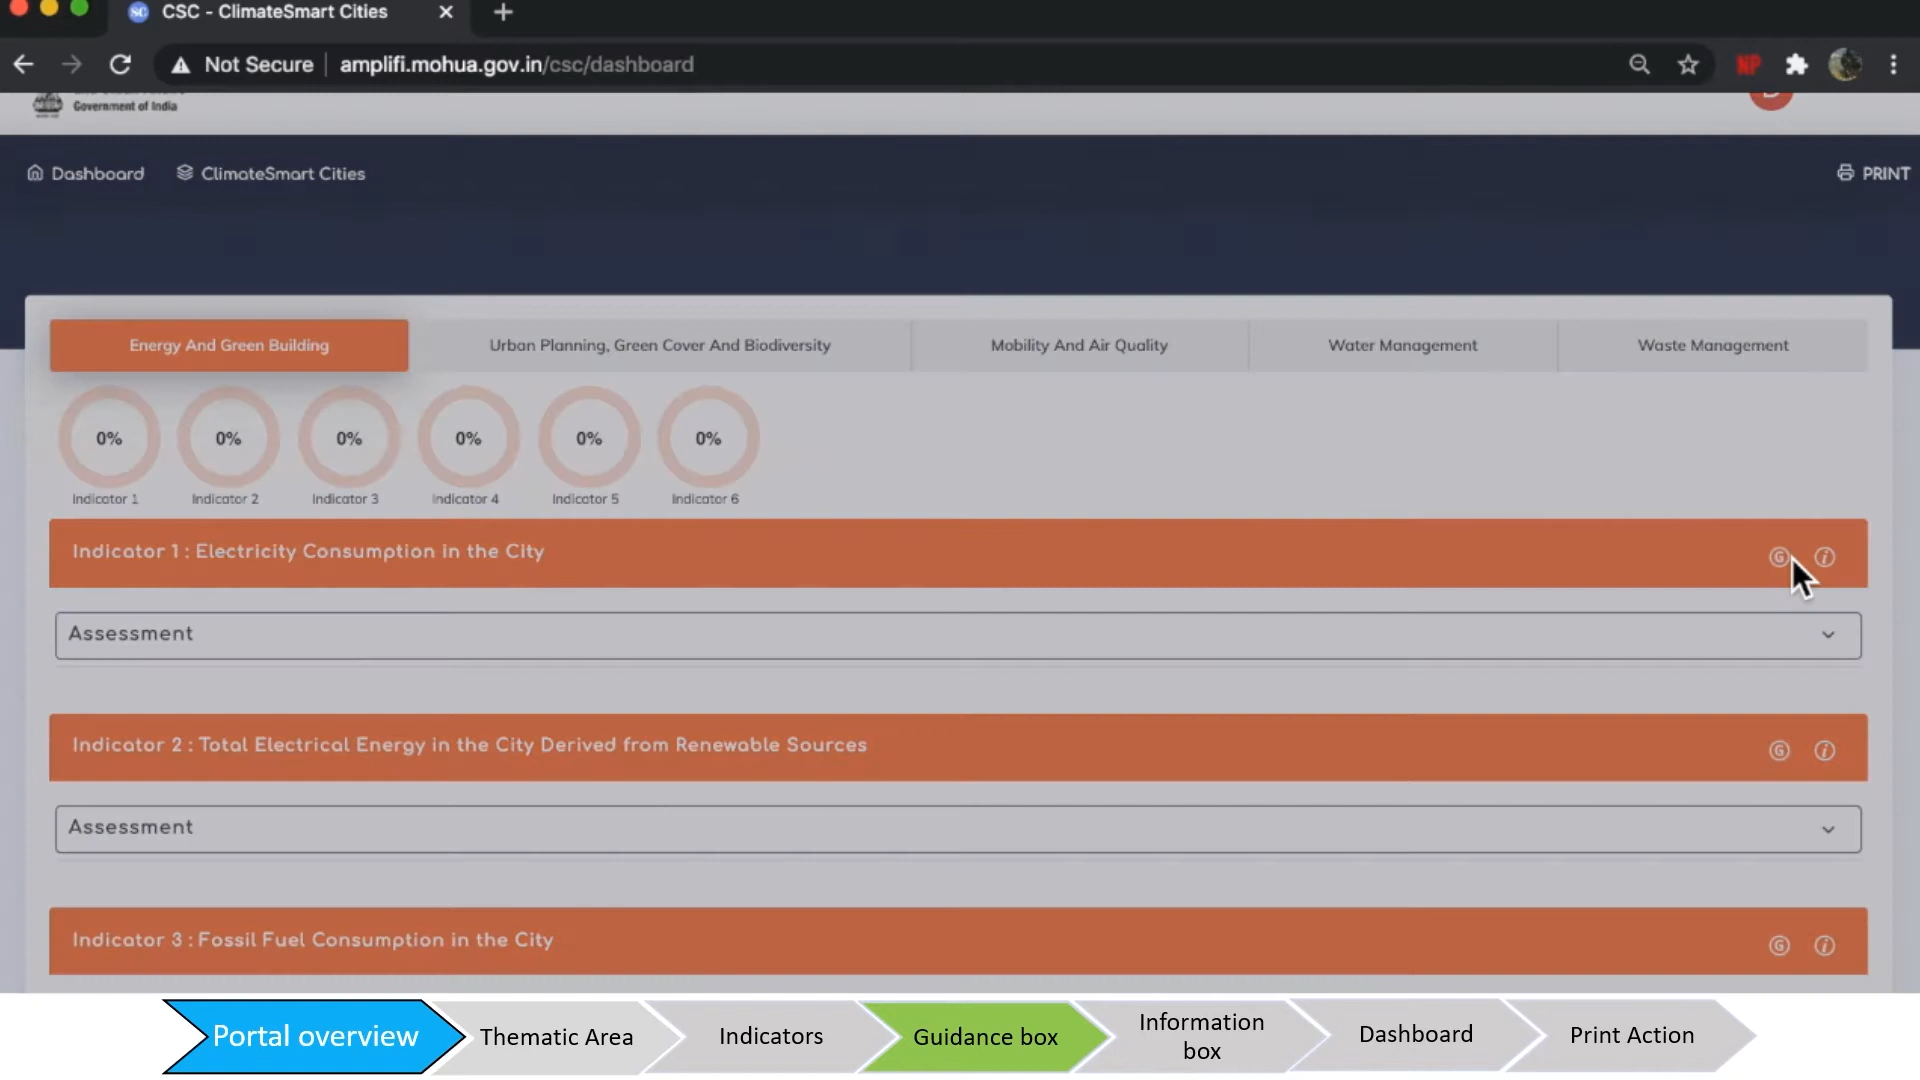 CSC - ClimateSmart Cities
Not Secure amplifi.mohua.gov.in/csc/dashboard
NP
Government of India
Dashboard ClimateSmart Cities PRINT
Energy And Green Building Urban Planning, Green Cover And Biodiversity Mobility And Air Quality Water Management Waste Management
0% 0% 0% 0% 0% 0%
Indicator 1 Indicator 2 Indicator 3 Indicator 4 Indicator 5 Indicator 6
Indicator 1 : Electricity Consumption in the City G i
Assessment
Indicator 2 : Total Electrical Energy in the City Derived from Renewable Sources G i
Assessment
Indicator 3 : Fossil Fuel Consumption in the City G i
Portal overview Thematic Area Indicators Guidance box Information box Dashboard Print Action